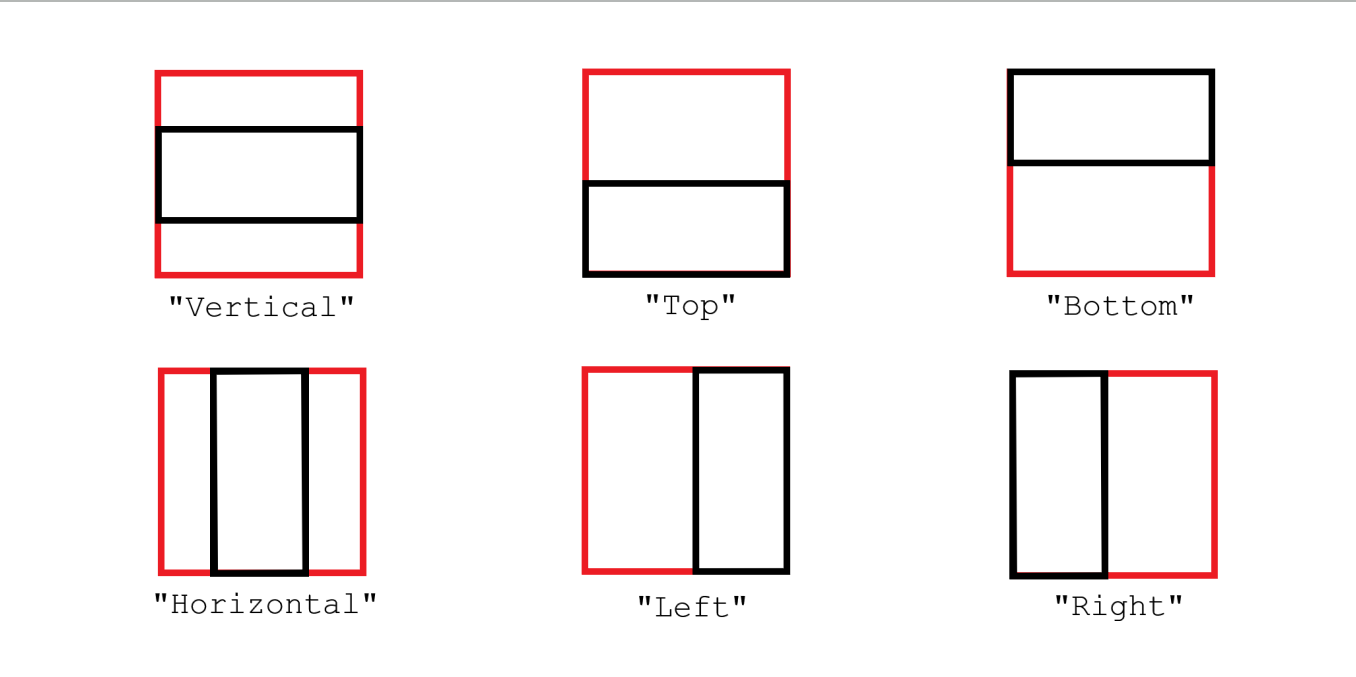 "Vertical"
"Top"
"Bottom"
"Horizontal"
"Left"
"Right"